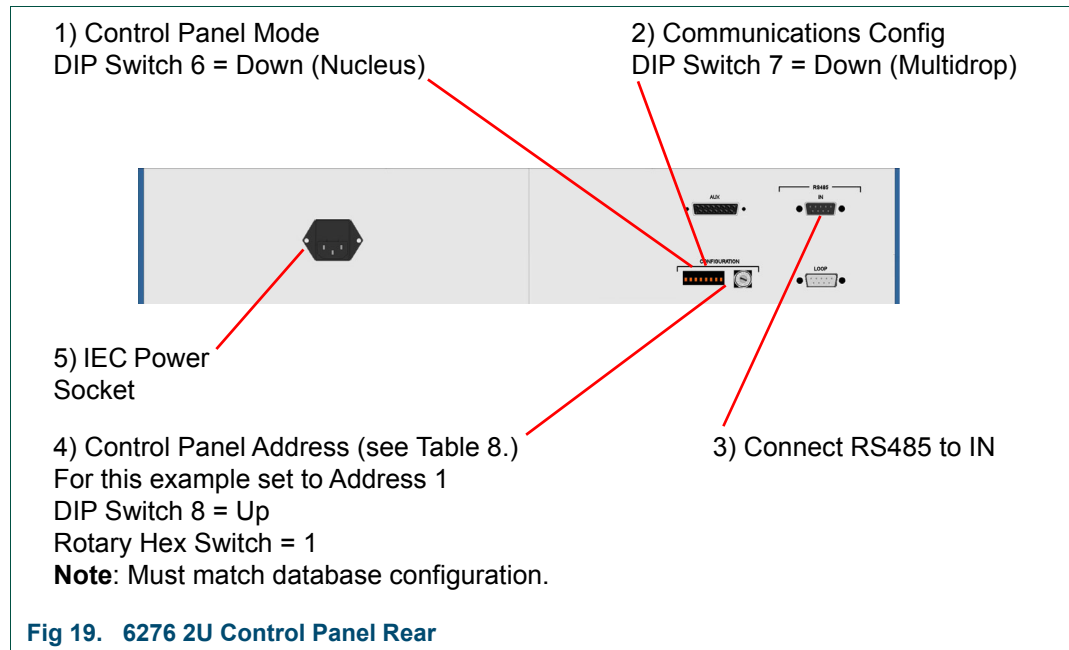 1) Control Panel Mode
DIP Switch 6 = Down (Nucleus)
2) Communications Config
DIP Switch 7 = Down (Multidrop)
AUX
RS485
IN
CONFIGURATION
LOOP
5) IEC Power
Socket
4) Control Panel Address (see Table 8.)
For this example set to Address 1
DIP Switch 8 = Up
Rotary Hex Switch = 1
Note: Must match database configuration.
3) Connect RS485 to IN
Fig 19. 6276 2U Control Panel Rear